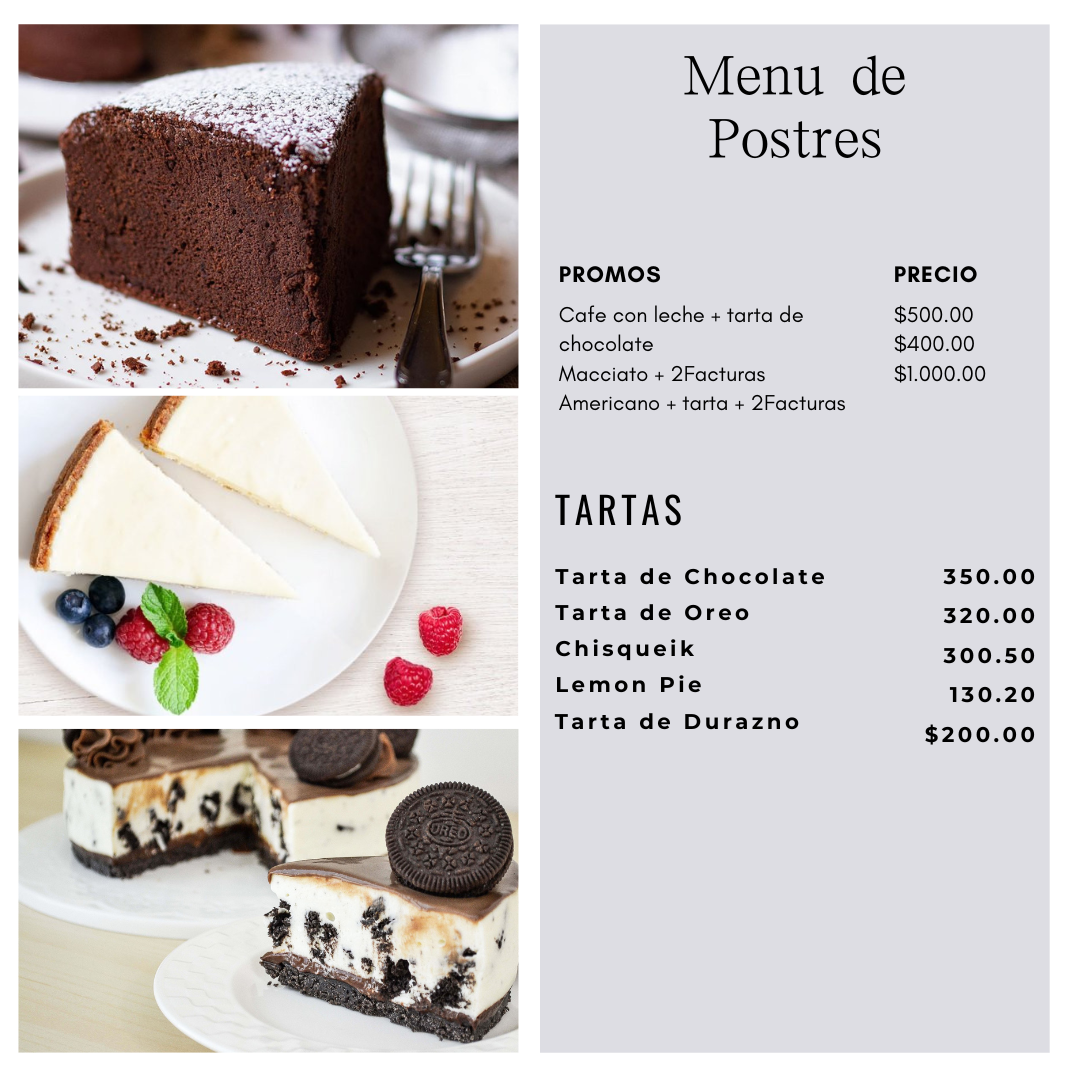 Menu de
Postres
PROMOS PRECIO
Cafe con leche + tarta de $500.00
chocolate $400.00
Macciato + 2Facturas $1.000.00
Americano + tarta + 2Facturas
TARTAS
Tarta de Chocolate 350.00
Tarta de Oreo 320.00
Chisqueik 300.50
Lemon Pie 130.20
Tarta de Durazno $200.00
OREO